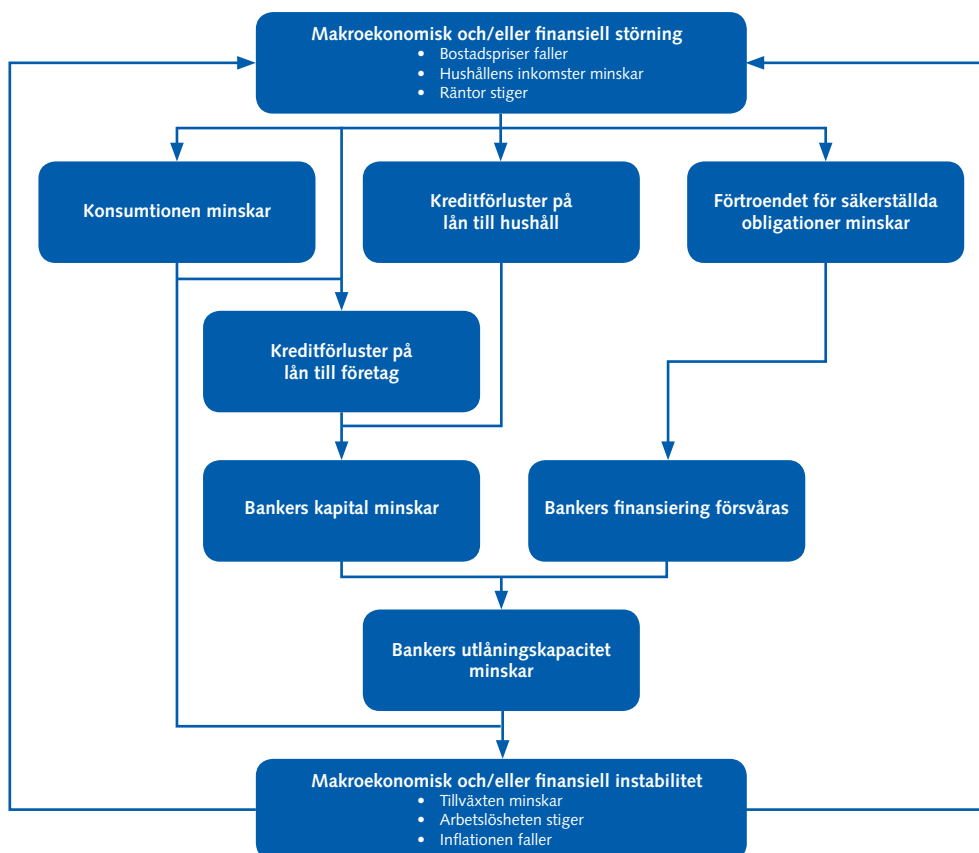 Makroekonomisk och/eller finansiell störning
• Bostadspriser faller
• Hushållens inkomster minskar
• Räntor stiger
Konsumtionen minskar
Kreditförluster på
lån till hushåll
Förtroendet för säkerställda
obligationer minskar
Kreditförluster på
lån till företag
Bankers kapital minskar
Bankers finansiering försvåras
Bankers utlåningskapacitet
minskar
Makroekonomisk och/eller finansiell instabilitet
• Tillväxten minskar
• Arbetslösheten stiger
• Inflationen faller